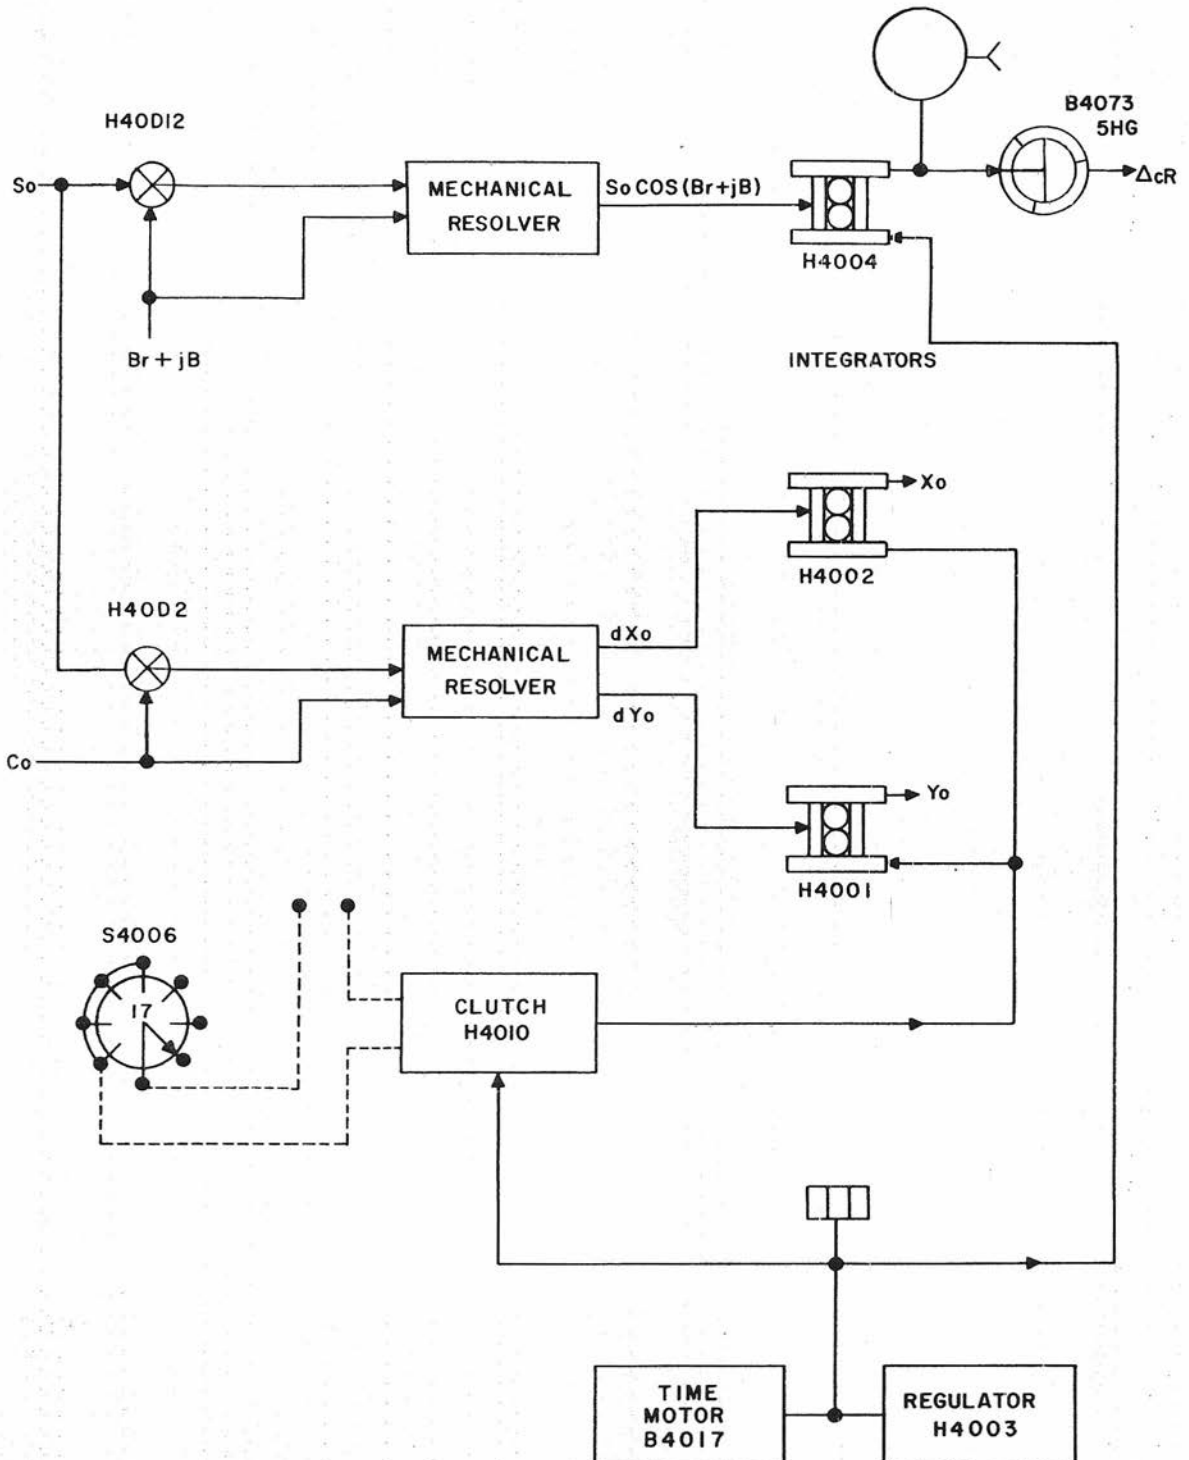 H40D12
B4073
5HG
So
MECHANICAL
RESOLVER
So COS (Br+jB)
ΔcR
H4004
Br + jB
INTEGRATORS
Xo
H4002
H40D2
MECHANICAL
RESOLVER
dXo
dYo
Co
Yo
H4001
S4006
17
CLUTCH
H4010
TIME
MOTOR
B4017
REGULATOR
H4003